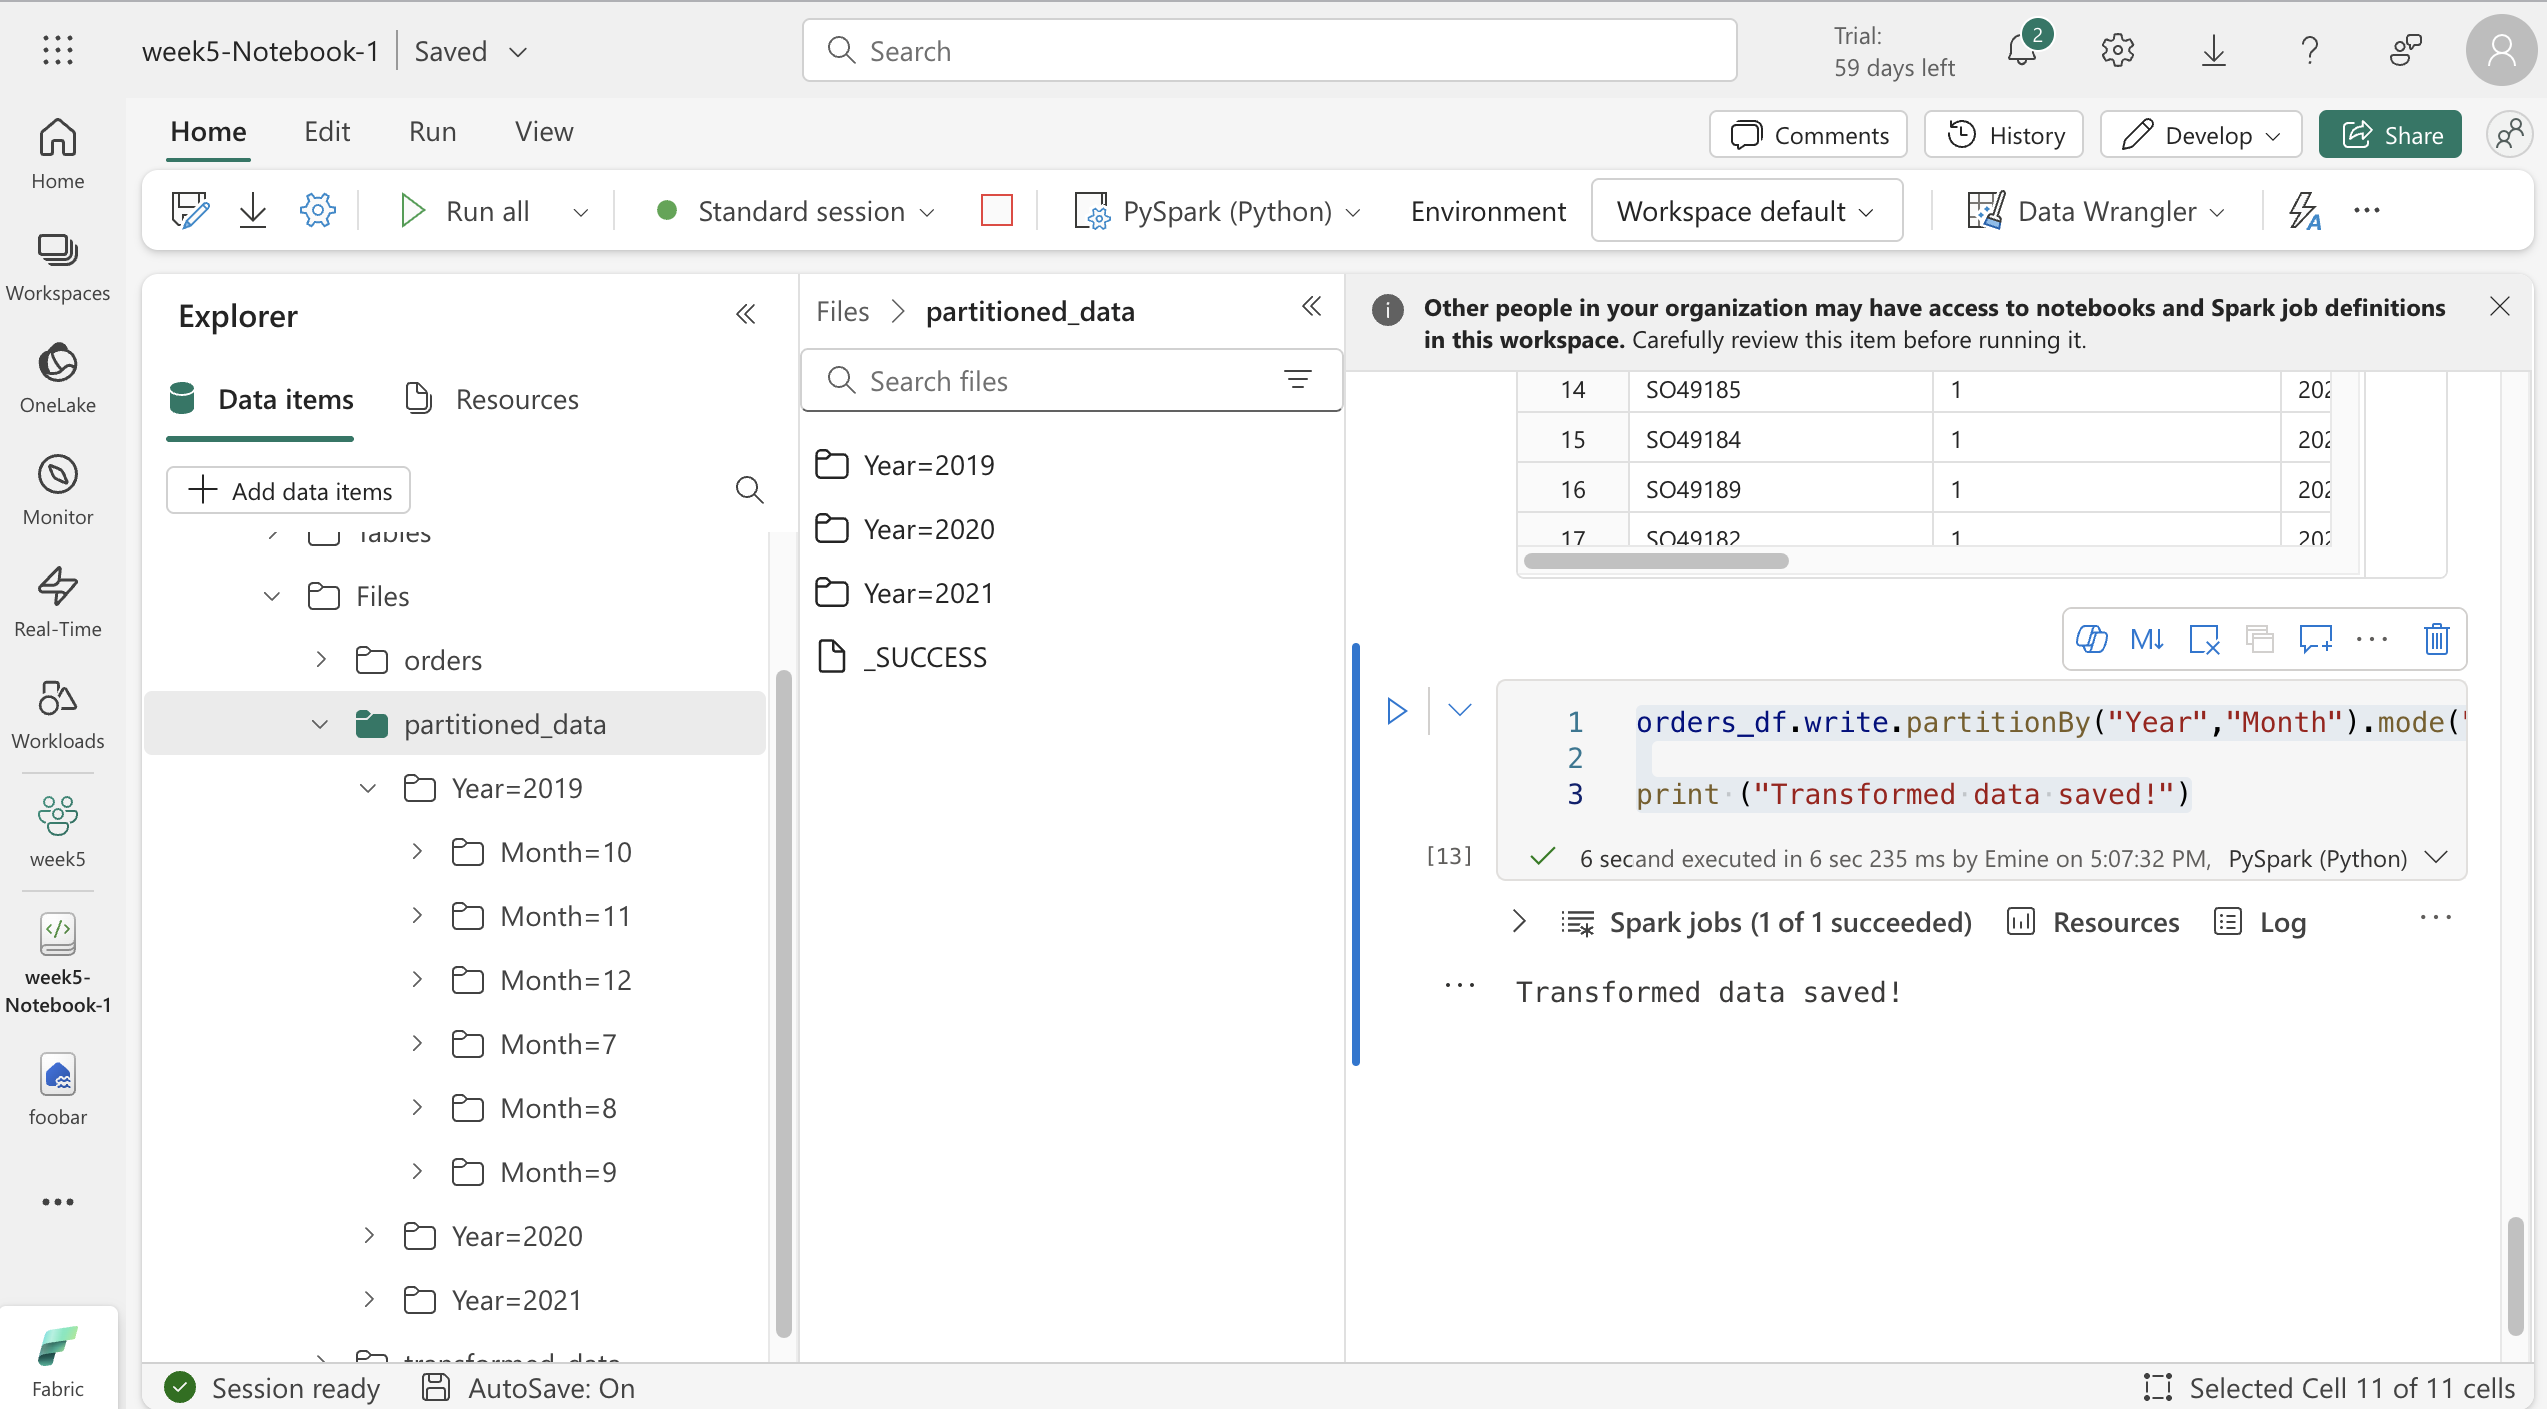 week5-Notebook-1 | Saved
Search
Trial:
59 days left
2
Home
Edit
Run
View
Comments
History
Develop
Share
Run all
Standard session
PySpark (Python)
Environment
Workspace default
Data Wrangler
Home
Workspaces
OneLake
Monitor
Real-Time
Workloads
week5
week5-
Notebook-1
foobar
Fabric
Explorer
Data items
Resources
Add data items
Tables
Files
orders
partitioned_data
Year=2019
Month=10
Month=11
Month=12
Month=7
Month=8
Month=9
Year=2020
Year=2021
transformed_data
Files > partitioned_data
Search files
Year=2019
Year=2020
Year=2021
_SUCCESS
Other people in your organization may have access to notebooks and Spark job definitions
in this workspace. Carefully review this item before running it.
14 SO49185 1 202
15 SO49184 1 202
16 SO49189 1 202
17 SO49182 1 202
M↓
1 orders_df.write.partitionBy("Year","Month").mode("
2
3 print ("Transformed data saved!")
[13]
6 sec and executed in 6 sec 235 ms by Emine on 5:07:32 PM, PySpark (Python)
Spark jobs (1 of 1 succeeded)
Resources
Log
Transformed data saved!
Session ready
AutoSave: On
Selected Cell 11 of 11 cells